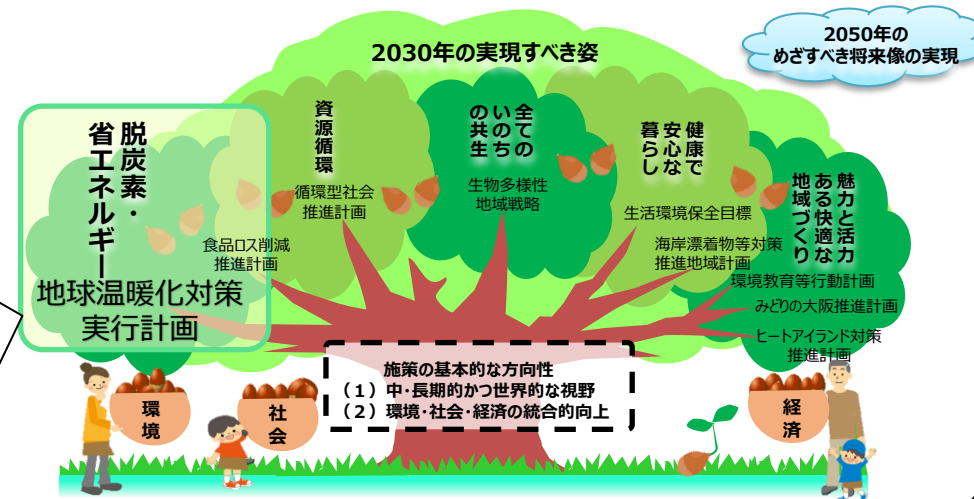 2050年の
めざすべき将来像の実現
2030年の実現すべき姿
脱炭素・
省エネルギー
地球温暖化対策
実行計画
資源循環
循環型社会
推進計画
食品ロス削減
推進計画
全ての
いのち
の共生
生物多様性
地域戦略
健康で
安心な
暮らし
生活環境保全目標
海岸漂着物等対策
推進地域計画
魅力と活力
ある快適な
地域づくり
環境教育等行動計画
みどりの大阪推進計画
ヒートアイランド対策
推進計画
施策の基本的な方向性
（１）中・長期的かつ世界的な視野
（２）環境・社会・経済の統合的向上
環境
社会
経済